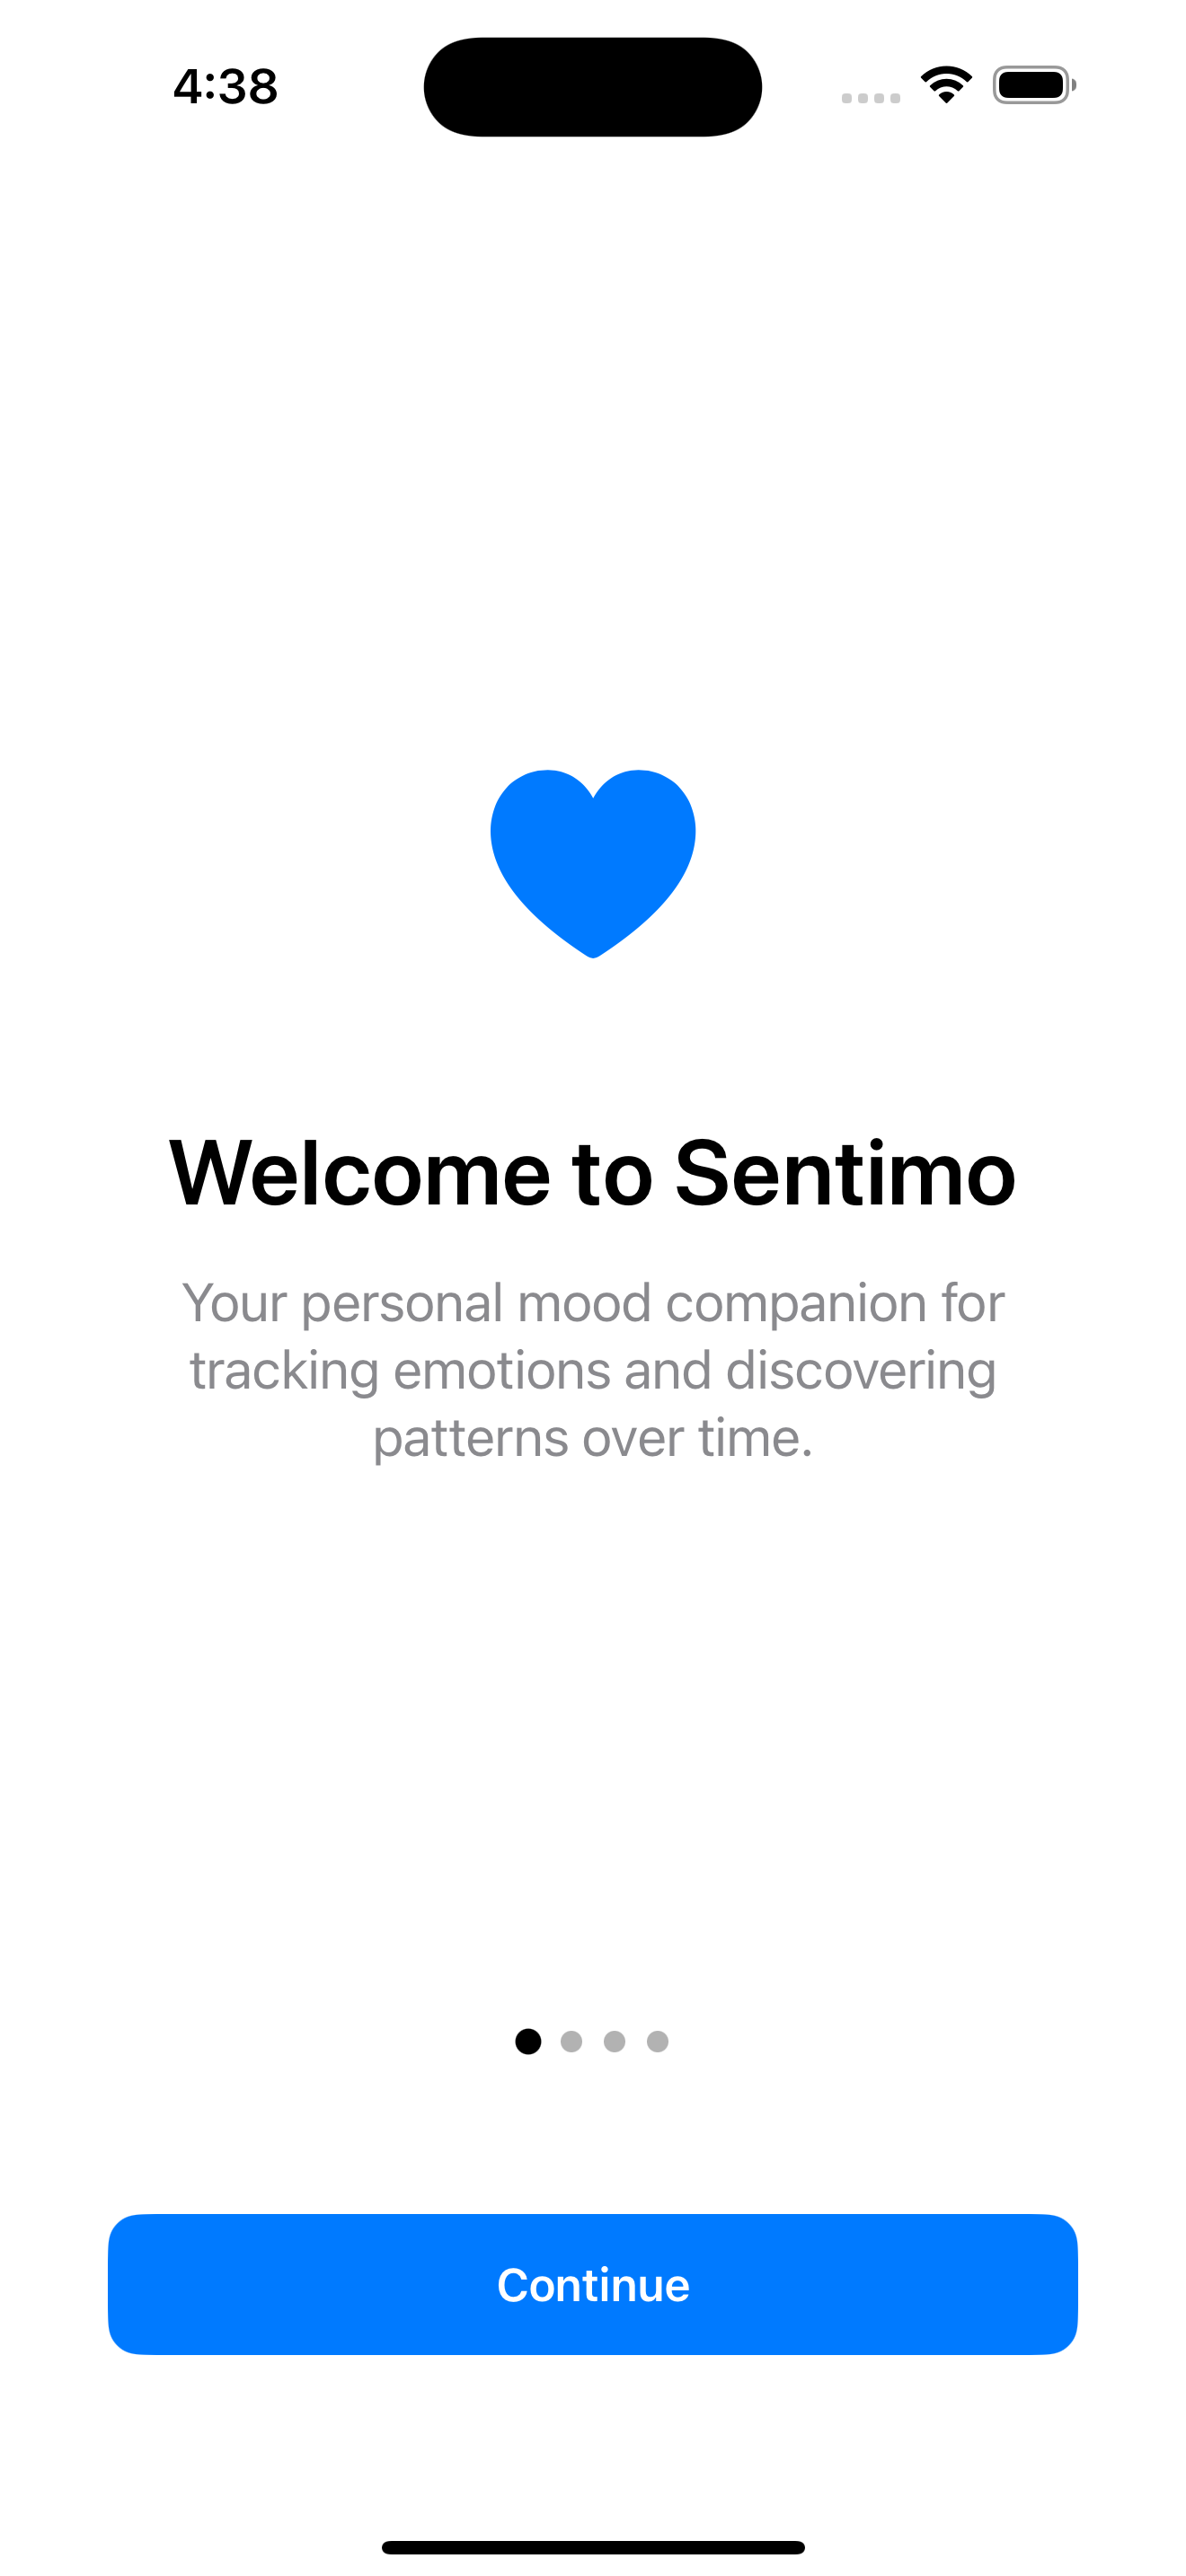 4:38
Welcome to Sentimo
Your personal mood companion for
tracking emotions and discovering
patterns over time.
Continue